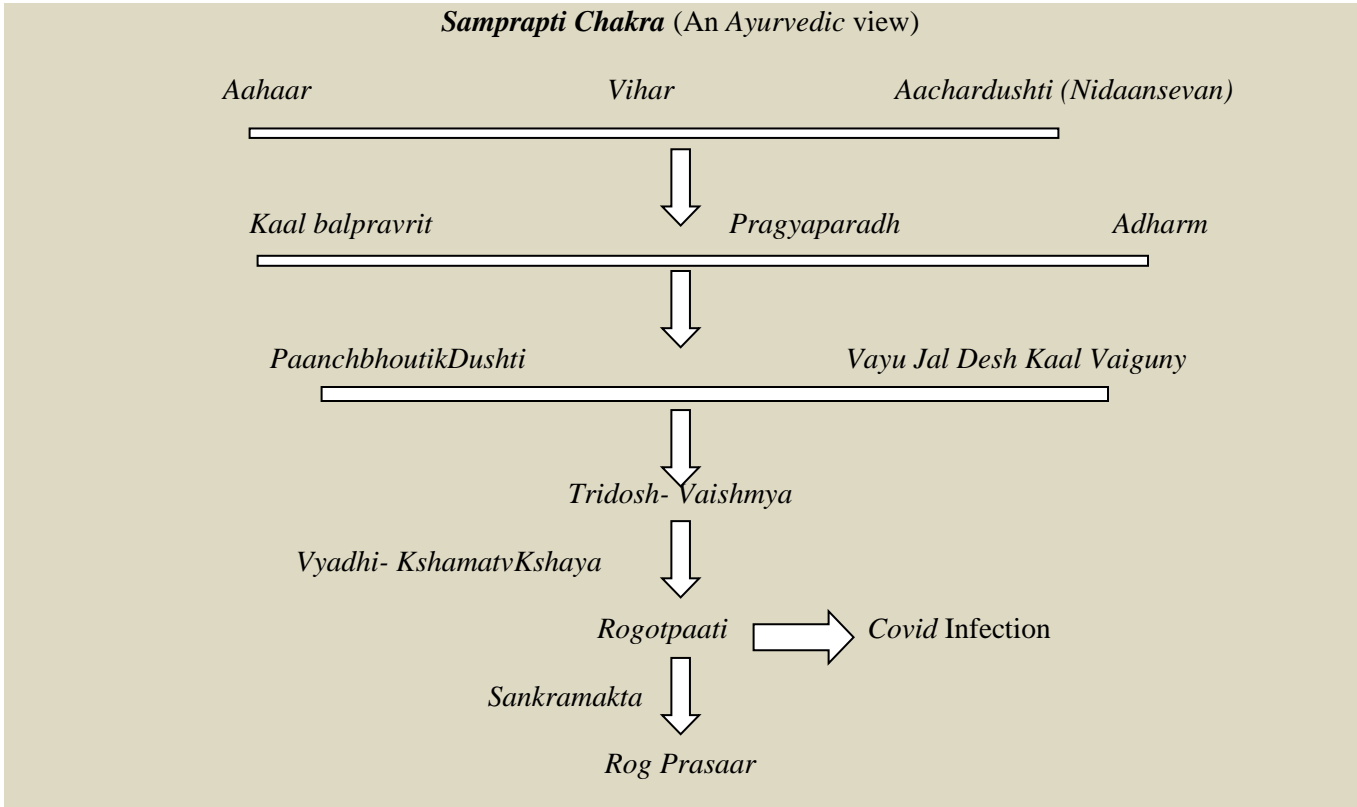 Samprapti Chakra (An Ayurvedic view)
Aahaar Vihar Aachardushti (Nidaansevan)
Kaal balpravrit Pragyaparadh Adharm
PaanchbhoutikDushti Vayu Jal Desh Kaal Vaiguny
Tridosh- Vaishmya
Vyadhi- KshamatvKshaya
Rogotpaati Covid Infection
Sankramakta
Rog Prasaar